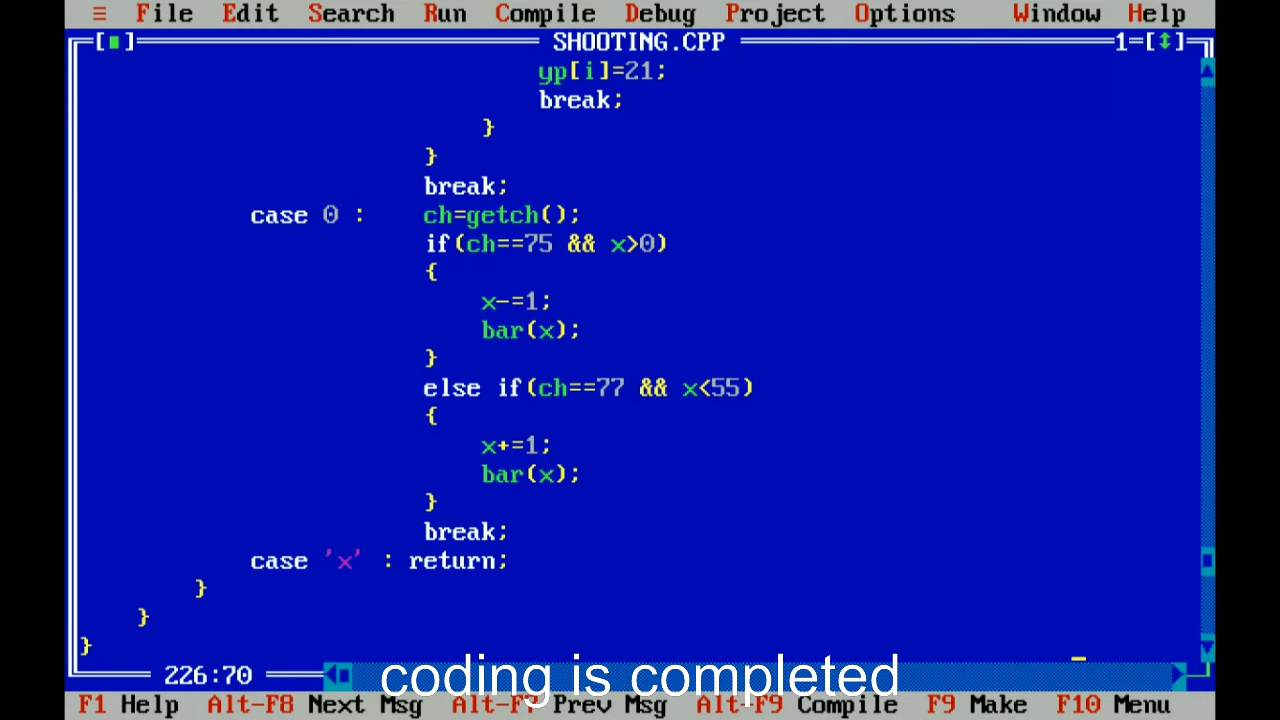 ≡ File Edit Search Run Compile Debug Project Options Window Help
[■] SHOOTING.CPP 1=[↕]
yp[i]=21;
break;
}
}
break;
case 0 : ch=getch();
if(ch==75 && x>0)
{
x-=1;
bar(x);
}
else if(ch==77 && x<55)
{
x+=1;
bar(x);
}
break;
case 'x' : return;
}
}
}
226:70
coding is completed
F1 Help Alt-F8 Next Msg Alt-F7 Prev Msg Alt-F9 Compile F9 Make F10 Menu